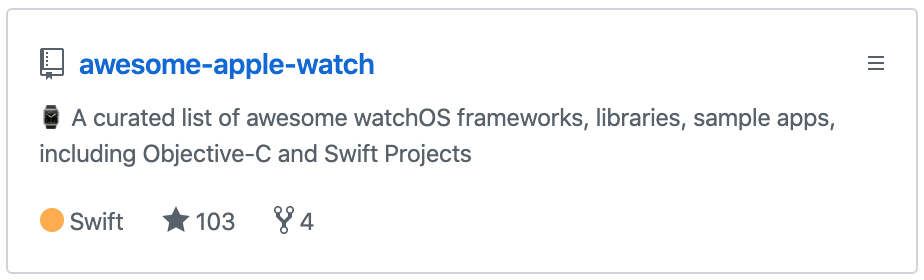 awesome-apple-watch
⌚ A curated list of awesome watchOS frameworks, libraries, sample apps,
including Objective-C and Swift Projects
Swift 103 4